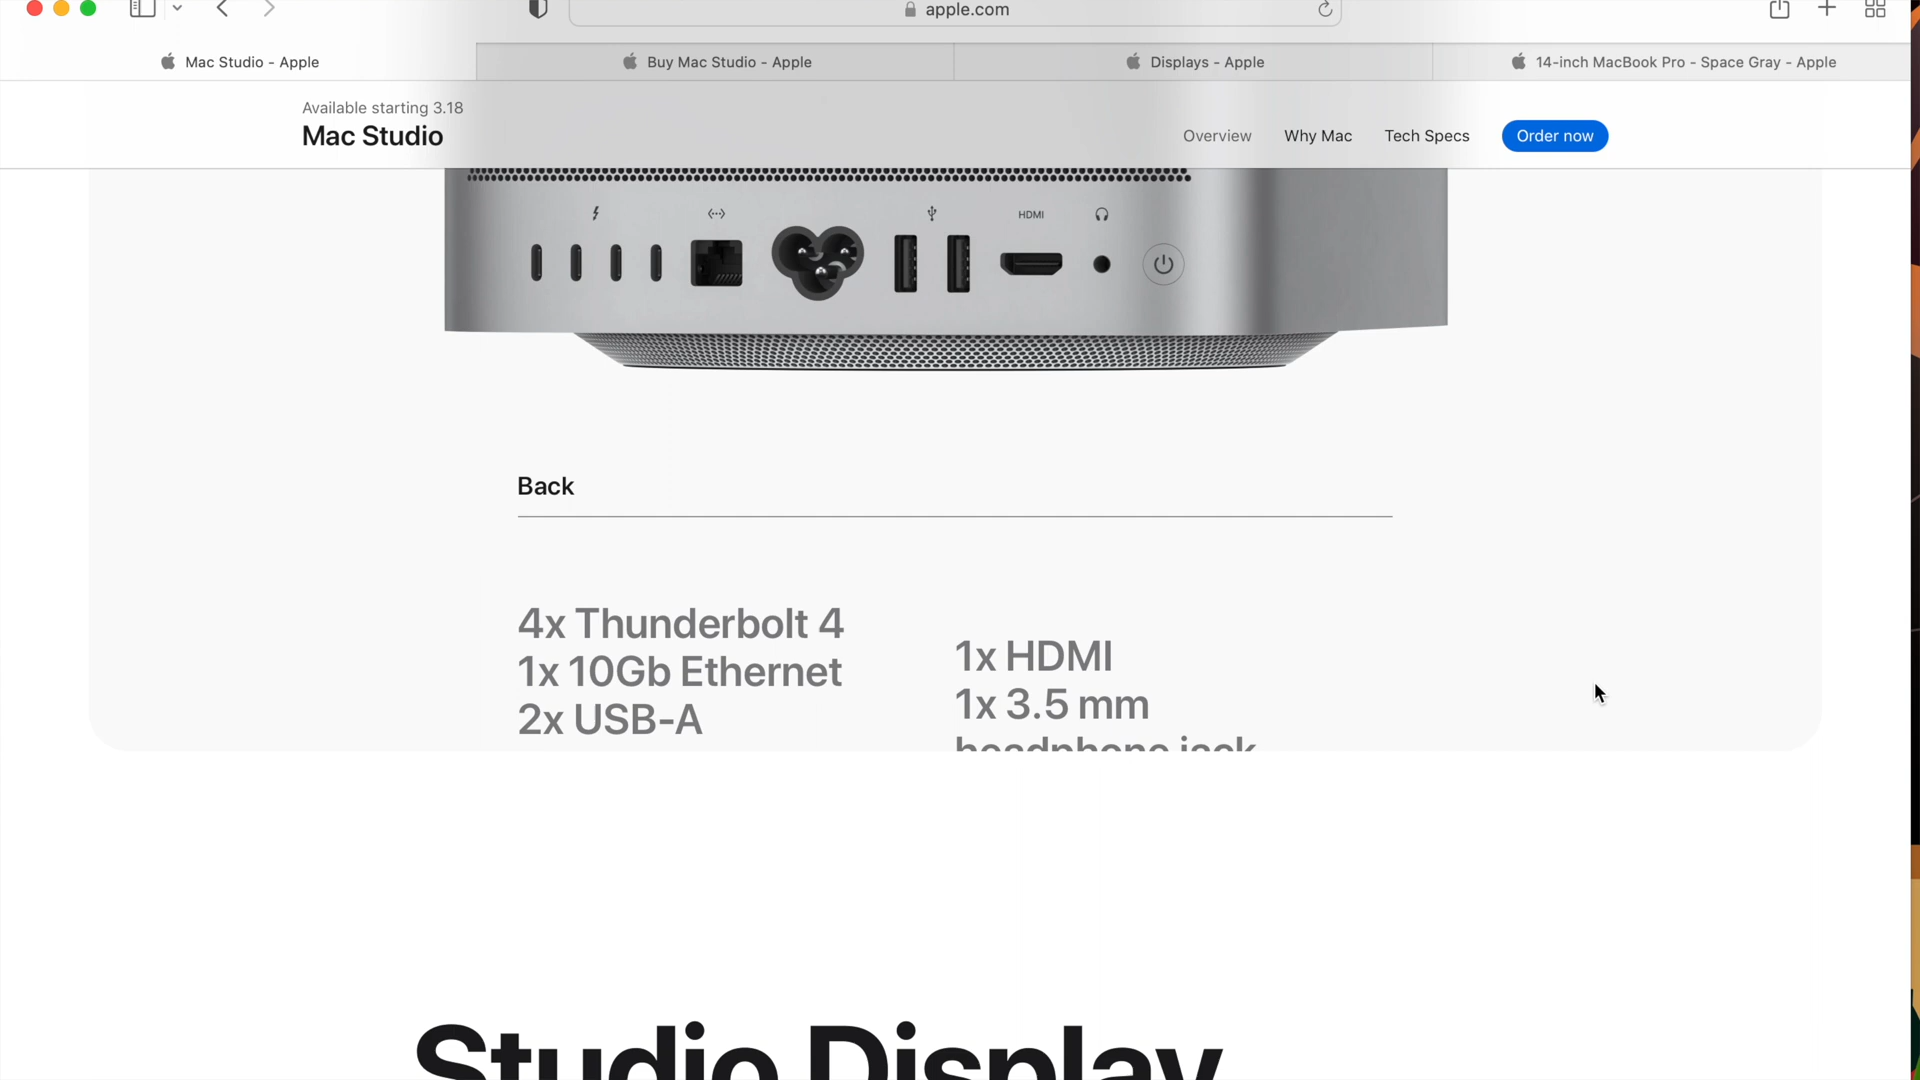 apple.com
Mac Studio - Apple
Buy Mac Studio - Apple
Displays - Apple
14-inch MacBook Pro - Space Gray - Apple
Available starting 3.18
Mac Studio
Overview
Why Mac
Tech Specs
Order now
HDMI
Back
4x Thunderbolt 4
1x 10Gb Ethernet
2x USB-A
1x HDMI
1x 3.5 mm
headphone jack
Studio Display